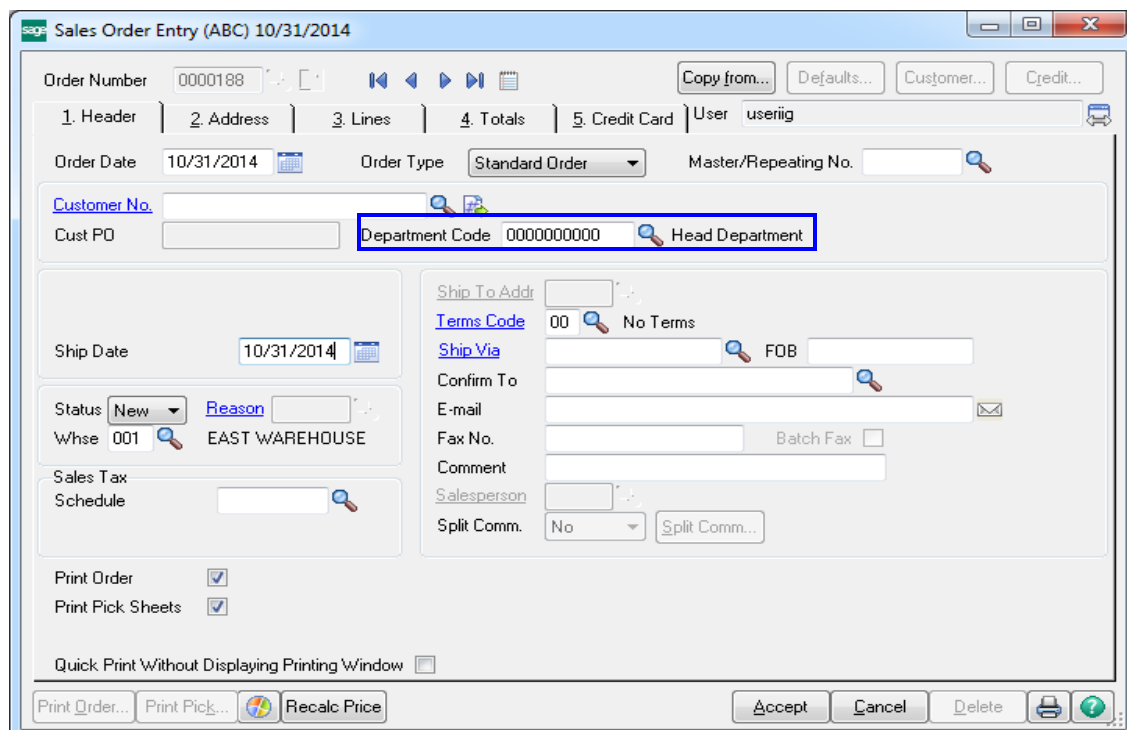 sage Sales Order Entry (ABC) 10/31/2014
Order Number 0000188 Copy from... Defaults... Customer... Credit...
1. Header 2. Address 3. Lines 4. Totals 5. Credit Card User useriig
Order Date 10/31/2014 Order Type Standard Order Master/Repeating No.
Customer No.
Cust PO Department Code 0000000000 Head Department
Ship To Addr
Terms Code 00 No Terms
Ship Date 10/31/2014 Ship Via FOB
Confirm To
Status New Reason E-mail
Whse 001 EAST WAREHOUSE Fax No. Batch Fax
Comment
Sales Tax
Schedule Salesperson
Split Comm. No Split Comm...
Print Order
Print Pick Sheets
Quick Print Without Displaying Printing Window
Print Order... Print Pick... Recalc Price Accept Cancel Delete